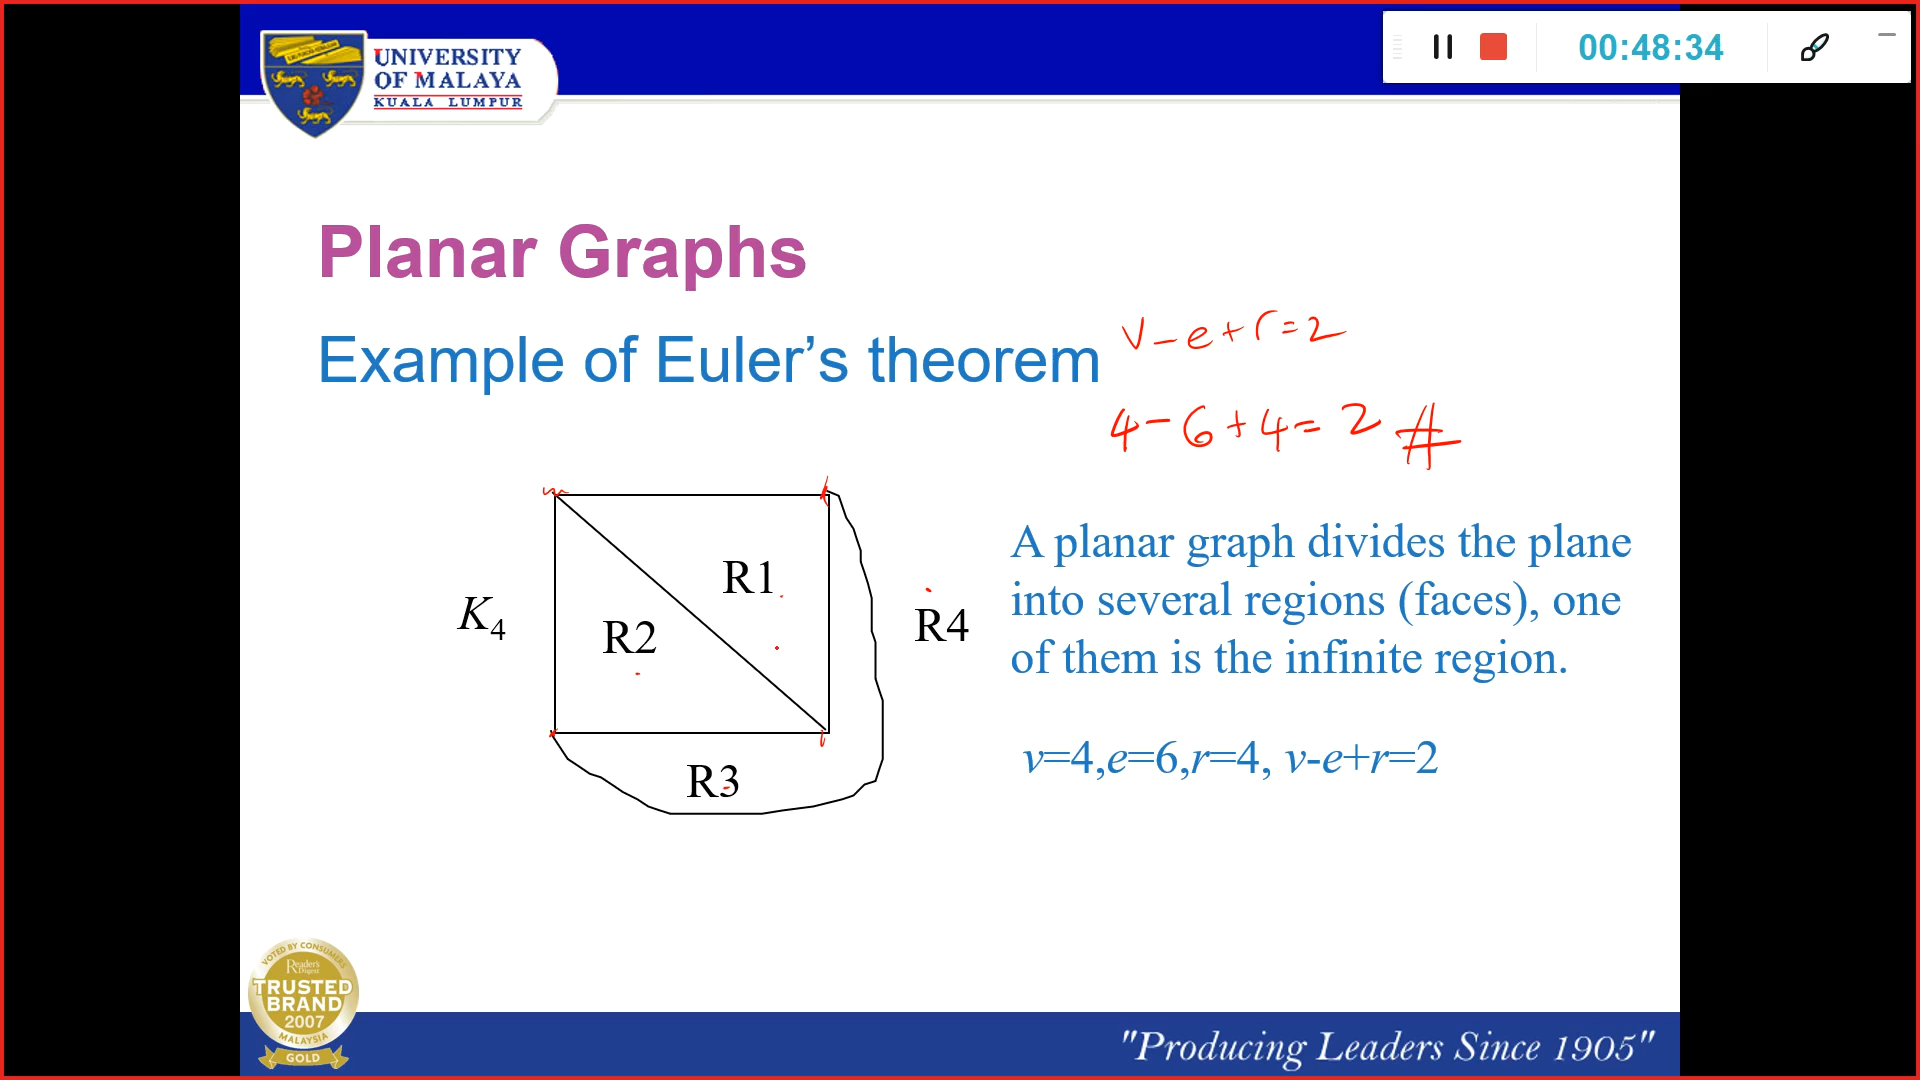 UNIVERSITY
OF MALAYA
KUALA LUMPUR
00:48:34
Planar Graphs
Example of Euler’s theorem
v-e+r=2
4-6+4=2 #
A planar graph divides the plane
into several regions (faces), one
of them is the infinite region.
v=4,e=6,r=4, v-e+r=2
K4
R1
R2
R3
R4
VOTED BY CONSUMERS
Reader's
Digest
TRUSTED
BRAND
2007
MALAYSIA
GOLD
"Producing Leaders Since 1905"